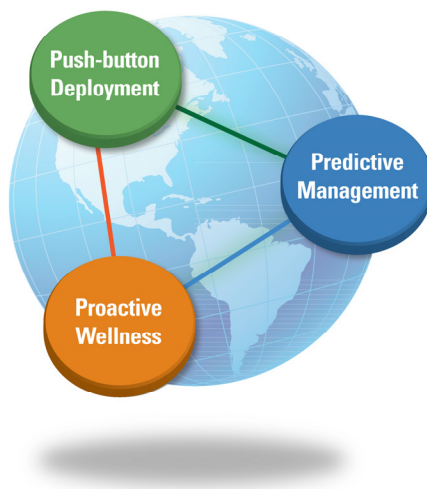 Push-button
Deployment
Predictive
Management
Proactive
Wellness